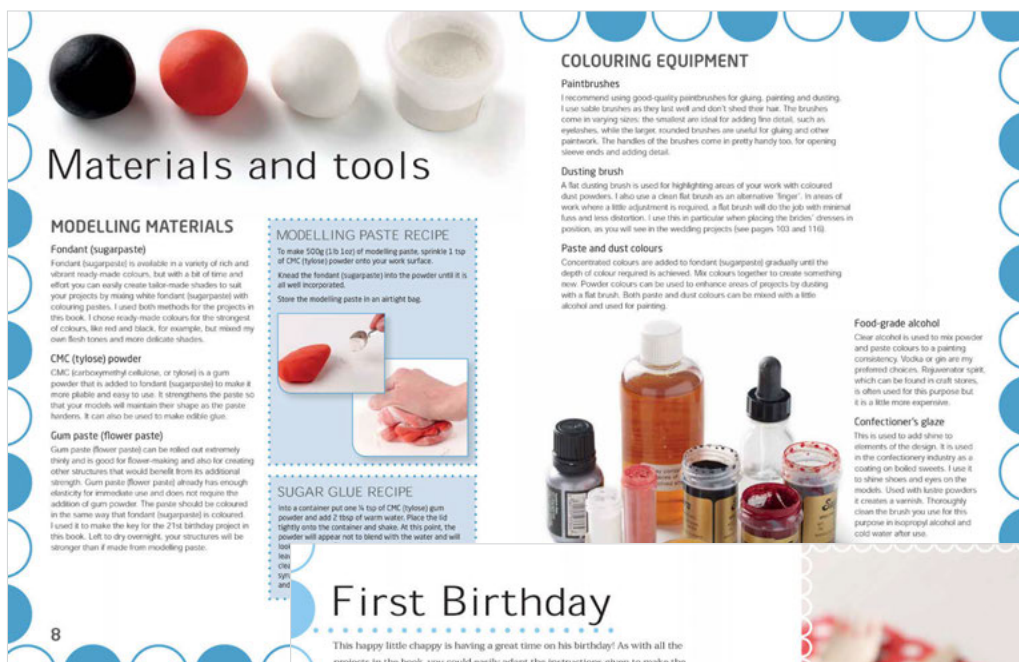 Materials and tools
MODELLING MATERIALS
Fondant (sugarpaste)
Fondant (sugarpaste) is available in a variety of rich and
vibrant ready-made colours, but with a bit of time and
effort you can easily create tailor-made shades to suit
your projects by mixing white fondant (sugarpaste) with
colouring pastes. I used both methods for the projects in
this book. I chose ready-made colours for the strongest
of colours, like red and black, for example, but mixed my
own flesh tones and more delicate shades.
CMC (tylose) powder
CMC (carboxymethyl cellulose, or tylose) is a gum
powder that is added to fondant (sugarpaste) to make it
more pliable and easy to use. It strengthens the paste so
that your models will maintain their shape as the paste
hardens. It can also be used to make edible glue.
Gum paste (flower paste)
Gum paste (flower paste) can be rolled out extremely
thinly and is good for flower-making and also for creating
other structures that would benefit from its additional
strength. Gum paste (flower paste) already has enough
elasticity for immediate use and does not require the
addition of gum powder. The paste should be coloured
in the same way that fondant (sugarpaste) is coloured.
I used it to make the key for the 21st birthday project in
this book. Left to dry overnight, your structures will be
stronger than if made from modelling paste.
8
MODELLING PASTE RECIPE
To make 500g (1lb 1oz) of modelling paste, sprinkle 1 tsp
of CMC (tylose) powder onto your work surface.
Knead the fondant (sugarpaste) into the powder until it is
all well incorporated.
Store the modelling paste in an airtight bag.
SUGAR GLUE RECIPE
Into a container put one ¼ tsp of CMC (tylose) gum
powder and add 2 tbsp of warm water. Place the lid
tightly onto the container and shake. At this point, the
powder will appear not to blend with the water and will
loo
lea
clea
syr
and
COLOURING EQUIPMENT
Paintbrushes
I recommend using good-quality paintbrushes for gluing, painting and dusting.
I use sable brushes as they last well and don't shed their hair. The brushes
come in varying sizes: the smallest are ideal for adding fine detail, such as
eyelashes, while the larger, rounded brushes are useful for gluing and other
paintwork. The handles of the brushes come in pretty handy too, for opening
sleeve ends and adding detail.
Dusting brush
A flat dusting brush is used for highlighting areas of your work with coloured
dust powders. I also use a clean flat brush as an alternative 'finger'. In areas of
work where a little adjustment is required, a flat brush will do the job with minimal
fuss and less distortion. I use this in particular when placing the brides' dresses in
position, as you will see in the wedding projects (see pages 103 and 116).
Paste and dust colours
Concentrated colours are added to fondant (sugarpaste) gradually until the
depth of colour required is achieved. Mix colours together to create something
new. Powder colours can be used to enhance areas of projects by dusting
with a flat brush. Both paste and dust colours can be mixed with a little
alcohol and used for painting.
Food-grade alcohol
Clear alcohol is used to mix powder
and paste colours to a painting
consistency. Vodka or gin are my
preferred choices. Rejuvenator spirit,
which can be found in craft stores,
is often used for this purpose but
it is a little more expensive.
Confectioner's glaze
This is used to add shine to
elements of the design. It is used
in the confectionery industry as a
coating on boiled sweets. I use it
to shine shoes and eyes on the
models. Used with lustre powders
it creates a varnish. Thoroughly
clean the brush you use for this
purpose in isopropyl alcohol and
cold water after use.
First Birthday
This happy little chappy is having a great time on his birthday! As with all the
projects in the book, you could easily adapt the instructions given to make the